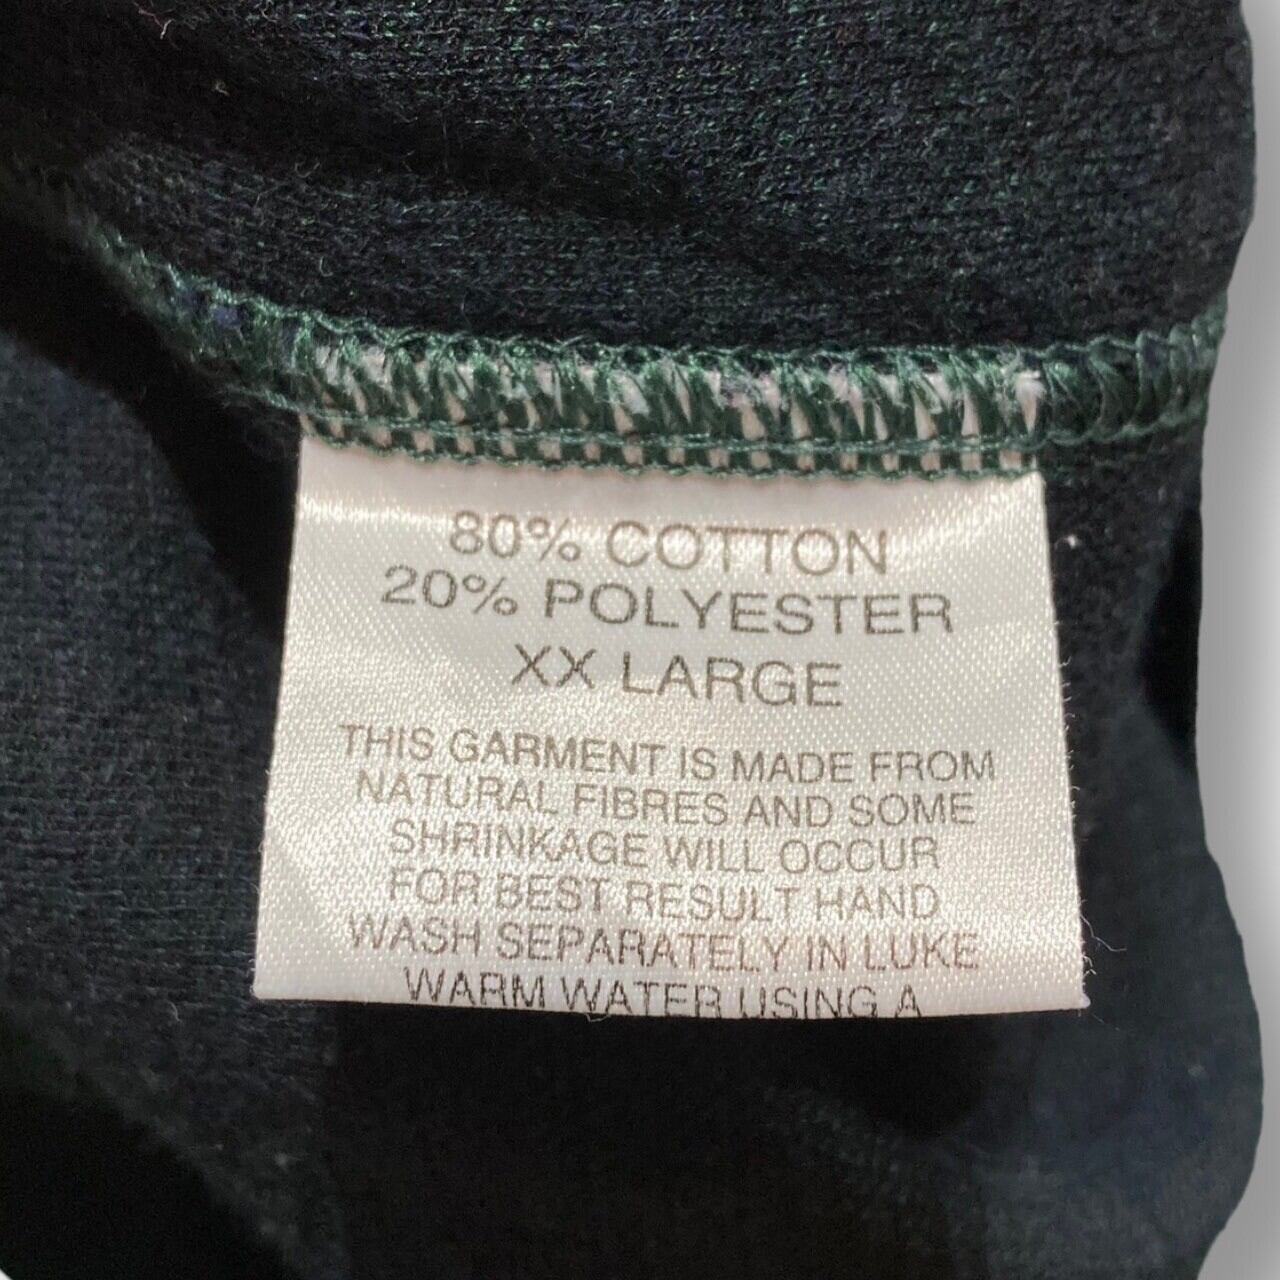 80% COTTON
20% POLYESTER
XX LARGE
THIS GARMENT IS MADE FROM
NATURAL FIBRES AND SOME
SHRINKAGE WILL OCCUR
FOR BEST RESULT HAND
WASH SEPARATELY IN LUKE
WARM WATER USING A